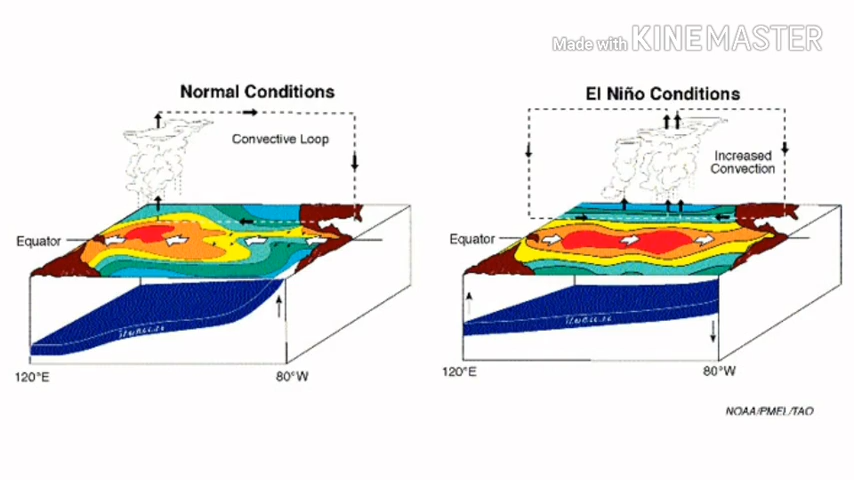 Made with KINEMASTER
Normal Conditions
Convective Loop
Equator
120°E
80°W
El Niño Conditions
Increased
Convection
Equator
120°E
80°W
NOAA/PMEL/TAO